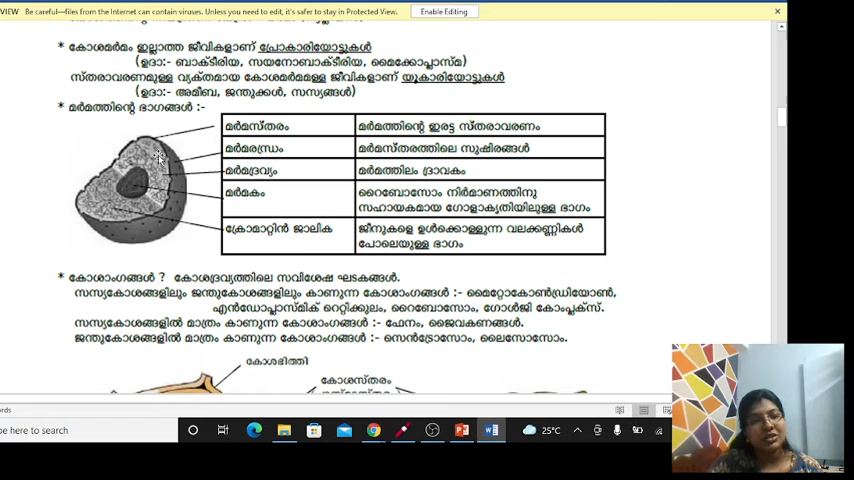 VIEW Be careful—files from the Internet can contain viruses. Unless you need to edit, it's safer to stay in Protected View. Enable Editing
* കോശമർമം ഇല്ലാത്ത ജീവികളാണ് പ്രോകാരിയോട്ടുകൾ
(ഉദാ:- ബാക്ടീരിയ, സയനോബാക്ടീരിയ, മൈക്കോപ്ലാസ്മ)
സ്തരാവരണമുള്ള വ്യക്തമായ കോശമർമമുള്ള ജീവികളാണ് യൂകാരിയോട്ടുകൾ
(ഉദാ:- അമീബ, ജന്തുക്കൾ, സസ്യങ്ങൾ)
* മർമത്തിന്റെ ഭാഗങ്ങൾ :-
മർമസ്തരം മർമത്തിന്റെ ഇരട്ട സ്തരാവരണം
മർമരന്ധ്രം മർമസ്തരത്തിലെ സുഷിരങ്ങൾ
മർമദ്രവ്യം മർമത്തിലെ ദ്രാവകം
മർമകം റൈബോസോം നിർമാണത്തിനു
സഹായകമായ ഗോളാകൃതിയിലുള്ള ഭാഗം
ക്രൊമാറ്റിൻ ജാലിക ജീനുകളെ ഉൾക്കൊള്ളുന്ന വലക്കണ്ണികൾ
പോലെയുള്ള ഭാഗം
* കോശാംഗങ്ങൾ ? കോശദ്രവ്യത്തിലെ സവിശേഷ ഘടകങ്ങൾ.
സസ്യകോശങ്ങളിലും ജന്തുകോശങ്ങളിലും കാണുന്ന കോശാംഗങ്ങൾ :- മൈറ്റോകോൺഡ്രിയോൺ,
എൻഡോപ്ലാസ്മിക് റെറ്റിക്കുലം, റൈബോസോം, ഗോൾജി കോംപ്ലക്സ്.
സസ്യകോശങ്ങളിൽ മാത്രം കാണുന്ന കോശാംഗങ്ങൾ :- ഫേനം, ജൈവകണങ്ങൾ.
ജന്തുകോശങ്ങളിൽ മാത്രം കാണുന്ന കോശാംഗങ്ങൾ :- സെൻട്രോസോം, ലൈസോസോം.
കോശഭിത്തി
കോശസ്തരം
ords
pe here to search
25°C